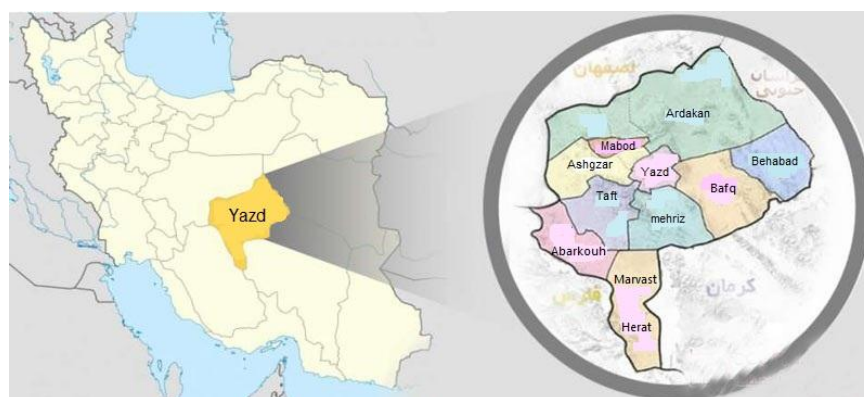 Yazd
اصفهان
خراسان
جنوبی
Ardakan
Mabod
Ashgzar
Yazd
Behabad
Bafq
Taft
mehriz
Abarkouh
Marvast
فارس
کرمان
Herat